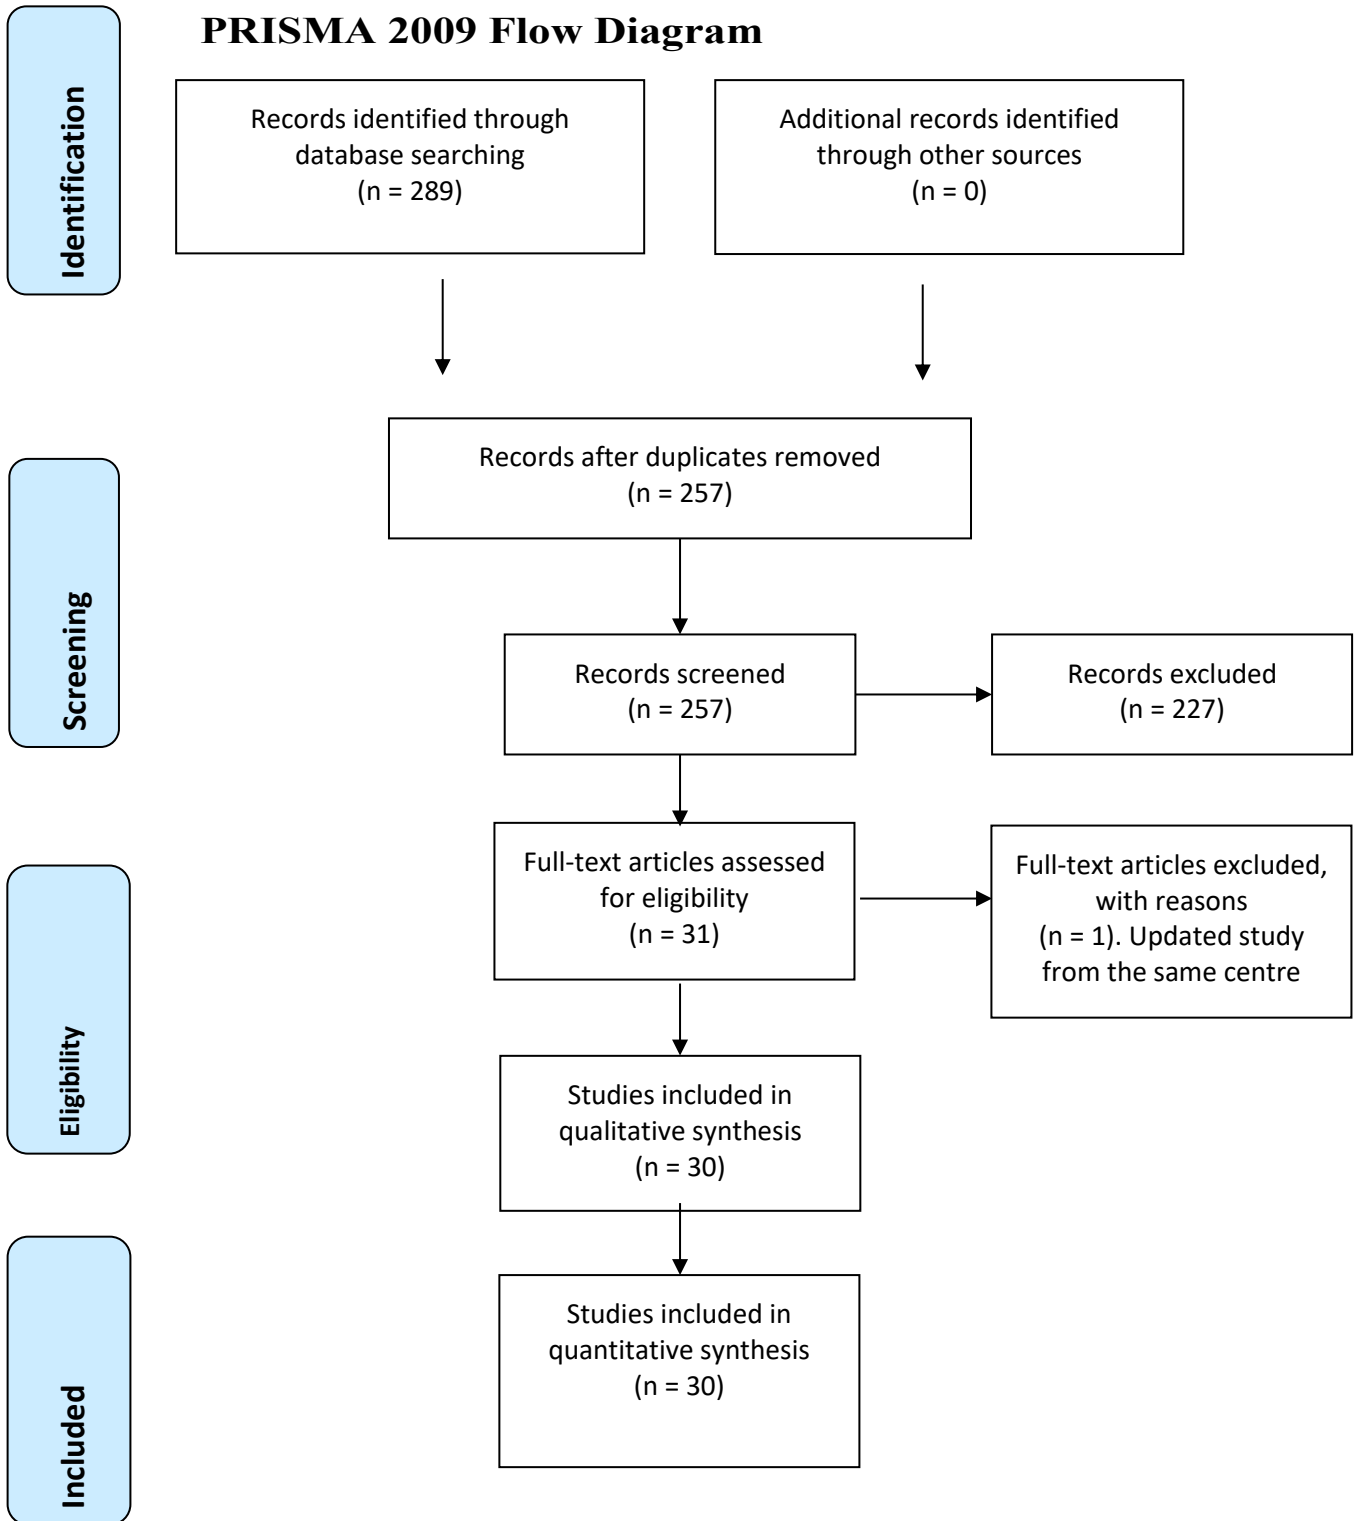 PRISMA 2009 Flow Diagram
Identification
Records identified through
database searching
(n = 289)
Additional records identified
through other sources
(n = 0)
Screening
Records after duplicates removed
(n = 257)
Records screened
(n = 257)
Records excluded
(n = 227)
Eligibility
Full-text articles assessed
for eligibility
(n = 31)
Full-text articles excluded,
with reasons
(n = 1). Updated study
from the same centre
Studies included in
qualitative synthesis
(n = 30)
Included
Studies included in
quantitative synthesis
(n = 30)